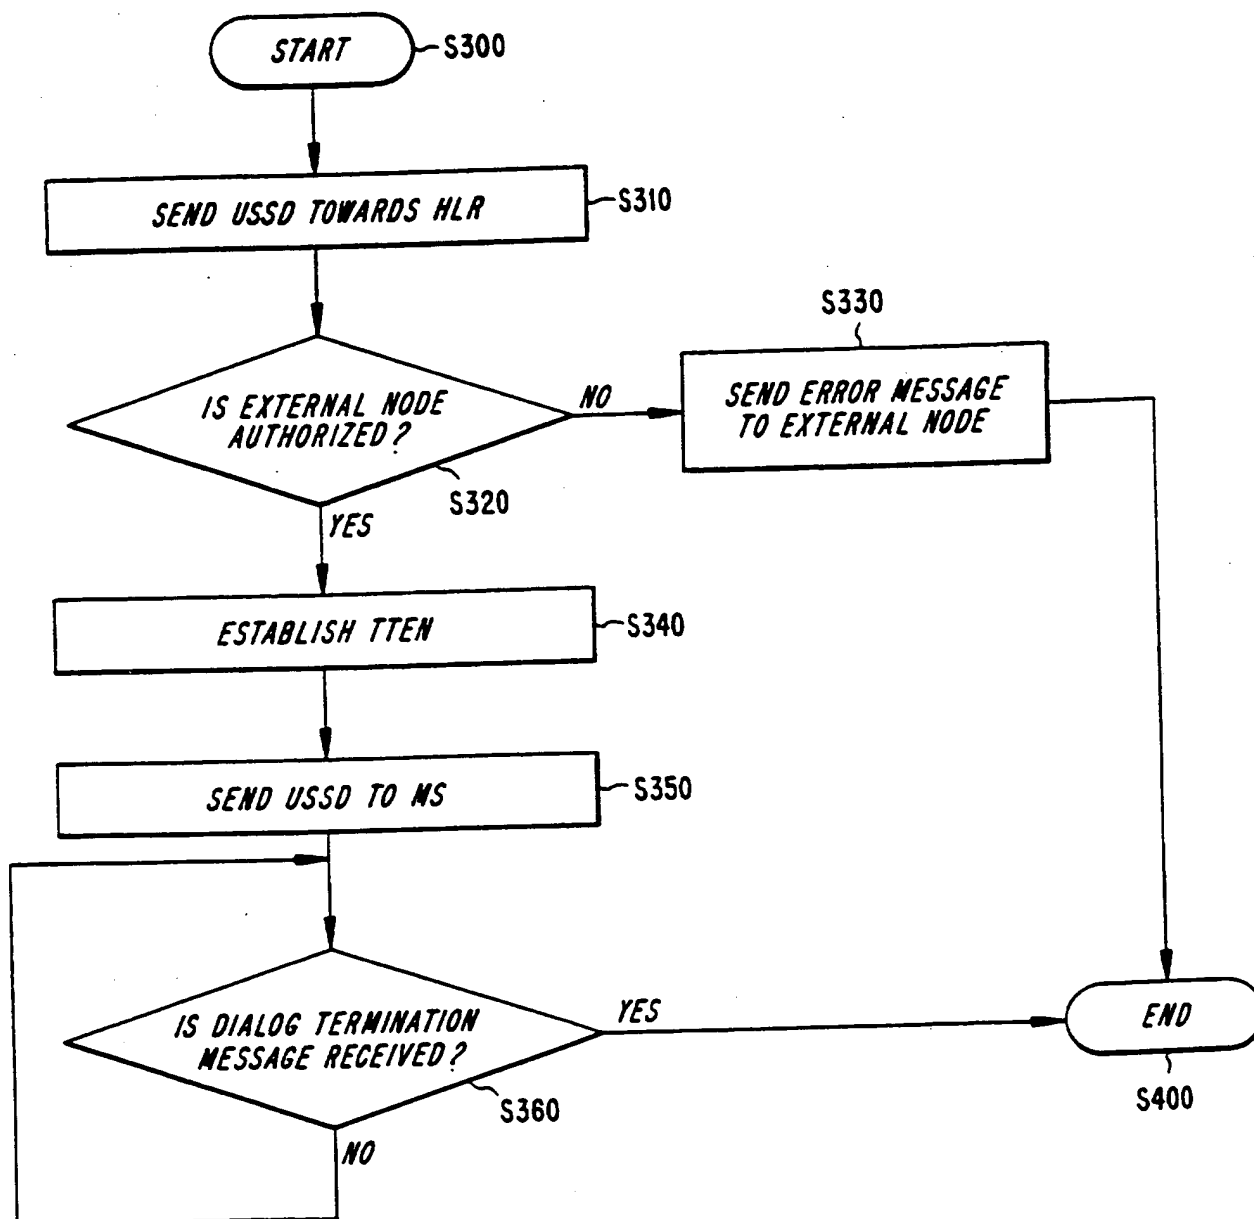 START
S300
SEND USSD TOWARDS HLR
S310
S330
IS EXTERNAL NODE
AUTHORIZED?
NO
SEND ERROR MESSAGE
TO EXTERNAL NODE
S320
YES
ESTABLISH TTEN
S340
SEND USSD TO MS
S350
IS DIALOG TERMINATION
MESSAGE RECEIVED?
YES
END
S360
S400
NO